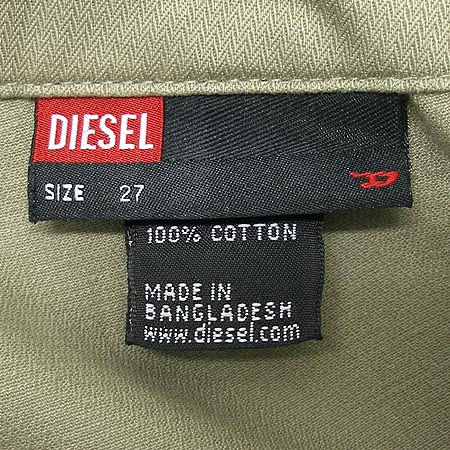 DIESEL
SIZE 27
100% COTTON
MADE IN
BANGLADESH
www.diesel.com